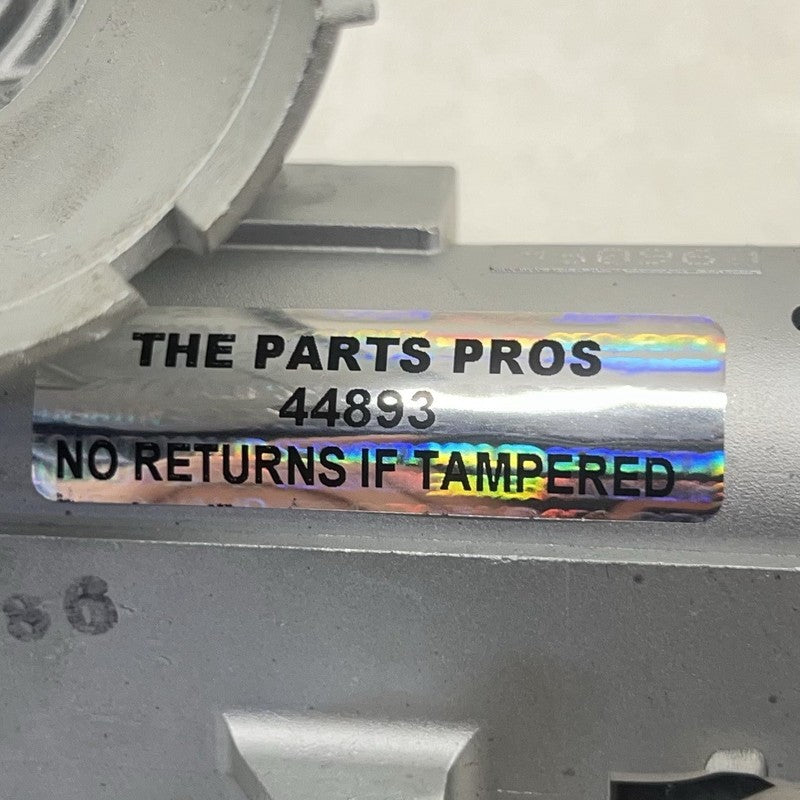 THE PARTS PROS
44893
NO RETURNS IF TAMPERED